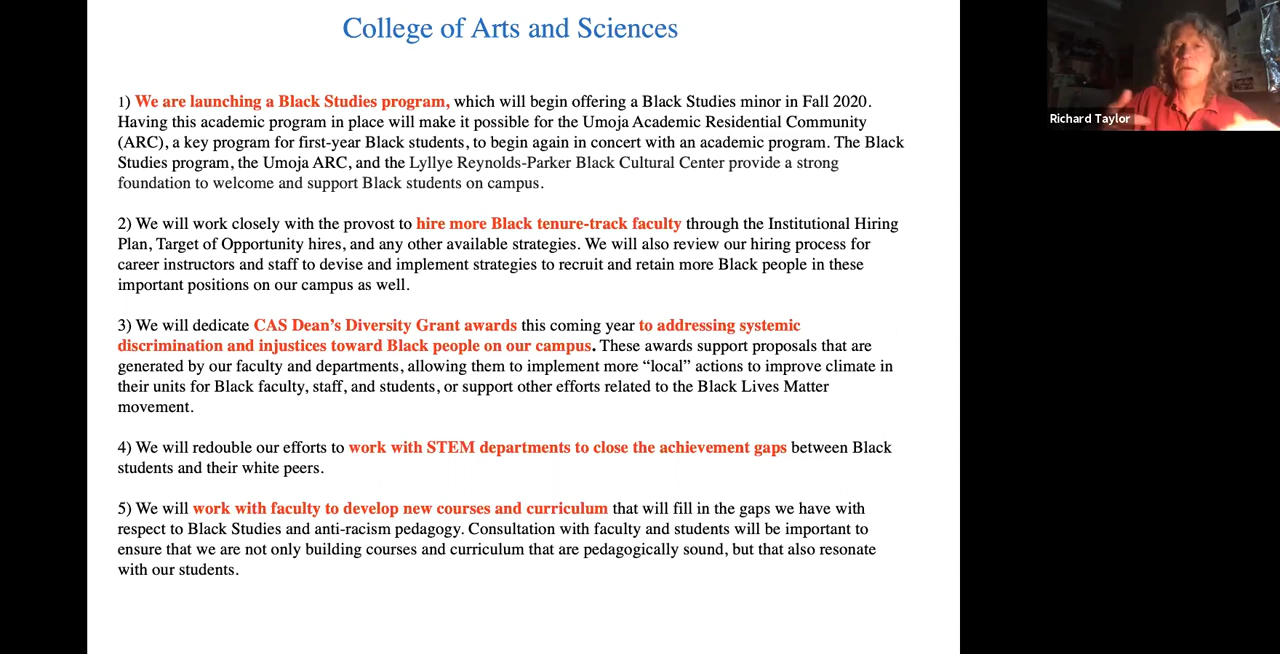 College of Arts and Sciences
1) We are launching a Black Studies program, which will begin offering a Black Studies minor in Fall 2020.
Having this academic program in place will make it possible for the Umoja Academic Residential Community
(ARC), a key program for first-year Black students, to begin again in concert with an academic program. The Black
Studies program, the Umoja ARC, and the Lyllye Reynolds-Parker Black Cultural Center provide a strong
foundation to welcome and support Black students on campus.
2) We will work closely with the provost to hire more Black tenure-track faculty through the Institutional Hiring
Plan, Target of Opportunity hires, and any other available strategies. We will also review our hiring process for
career instructors and staff to devise and implement strategies to recruit and retain more Black people in these
important positions on our campus as well.
3) We will dedicate CAS Dean’s Diversity Grant awards this coming year to addressing systemic
discrimination and injustices toward Black people on our campus. These awards support proposals that are
generated by our faculty and departments, allowing them to implement more “local” actions to improve climate in
their units for Black faculty, staff, and students, or support other efforts related to the Black Lives Matter
movement.
4) We will redouble our efforts to work with STEM departments to close the achievement gaps between Black
students and their white peers.
5) We will work with faculty to develop new courses and curriculum that will fill in the gaps we have with
respect to Black Studies and anti-racism pedagogy. Consultation with faculty and students will be important to
ensure that we are not only building courses and curriculum that are pedagogically sound, but that also resonate
with our students.
Richard Taylor